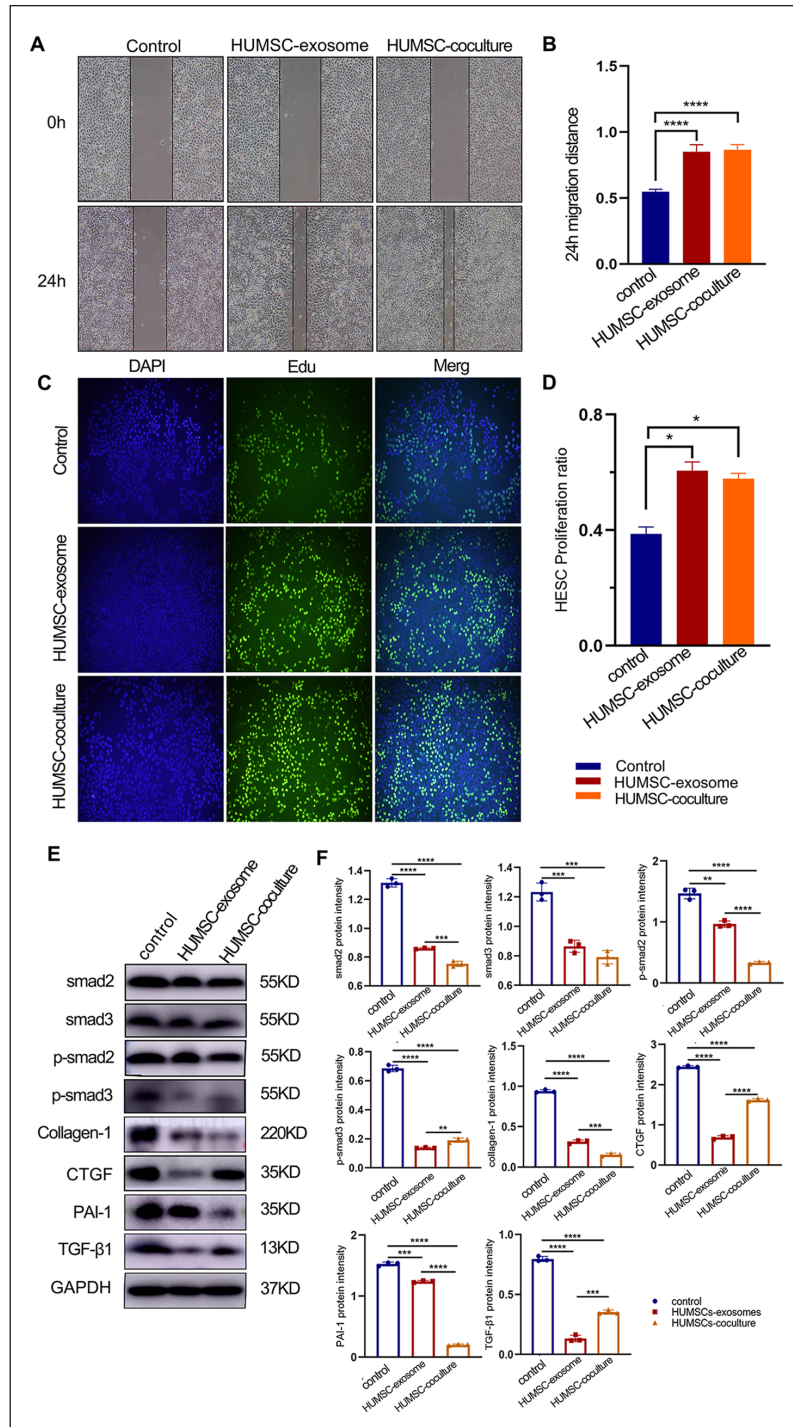 A
Control
HUMSC-exosome
HUMSC-coculture
0h
24h
B
24h migration distance
1.5
1.0
0.5
0.0
****
****
control
HUMSC-exosome
HUMSC-coculture
C
DAPI
Edu
Merg
Control
HUMSC-exosome
HUMSC-coculture
D
HESC Proliferation ratio
0.8
0.4
0.0
*
*
control
HUMSC-exosome
HUMSC-coculture
Control
HUMSC-exosome
HUMSC-coculture
E
control
HUMSC-exosome
HUMSC-coculture
smad2 55KD
smad3 55KD
p-smad2 55KD
p-smad3 55KD
Collagen-1 220KD
CTGF 35KD
PAI-1 35KD
TGF-β1 13KD
GAPDH 37KD
F
smad2 protein intensity
1.4
1.2
1.0
0.8
0.6
****
****
***
control
HUMSC-exosome
HUMSC-coculture
smad3 protein intensity
1.4
1.2
1.0
0.8
0.6
***
***
control
HUMSC-exosome
HUMSC-coculture
p-smad2 protein intensity
2
1
0
****
**
****
control
HUMSC-exosome
HUMSC-coculture
p-smad3 protein intensity
0.8
0.6
0.4
0.2
0.0
****
****
**
control
HUMSC-exosome
HUMSC-coculture
collagen-1 protein intensity
1.5
1.0
0.5
0.0
****
****
***
control
HUMSC-exosome
HUMSC-coculture
CTGF protein intensity
3
2
1
0
****
****
****
control
HUMSC-exosome
HUMSC-coculture
PAI-1 protein intensity
2
1
0
****
***
****
control
HUMSC-exosome
HUMSC-coculture
TGF-β1 protein intensity
1.0
0.8
0.6
0.4
0.2
0.0
****
****
***
control
HUMSC-exosome
HUMSC-coculture
control
HUMSCs-exosomes
HUMSCs-coculture